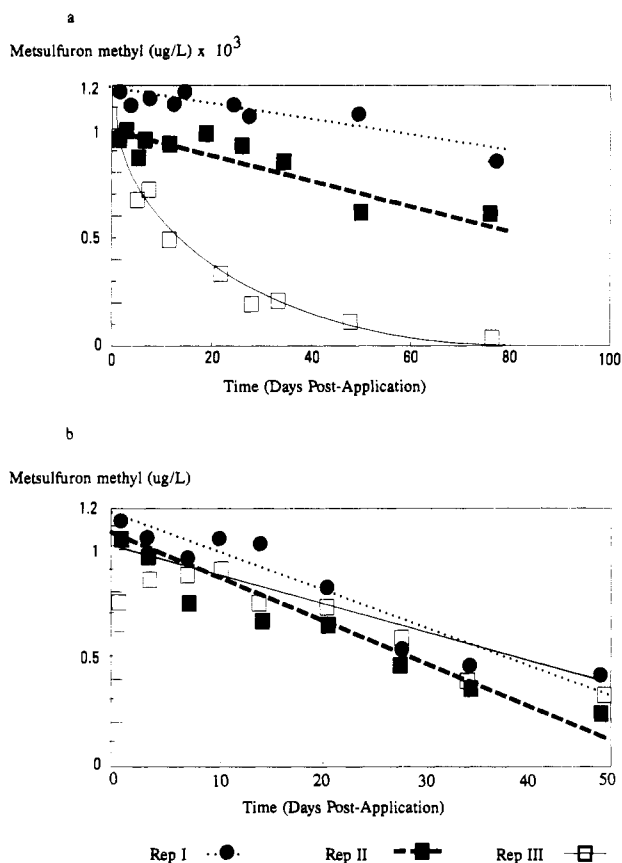 a
Metsulfuron methyl (ug/L) x 10³
1.2
1
0.5
0
0 20 40 60 80 100
Time (Days Post-Application)
b
Metsulfuron methyl (ug/L)
1.2
1
0.5
0
0 10 20 30 40 50
Time (Days Post-Application)
Rep I Rep II Rep III